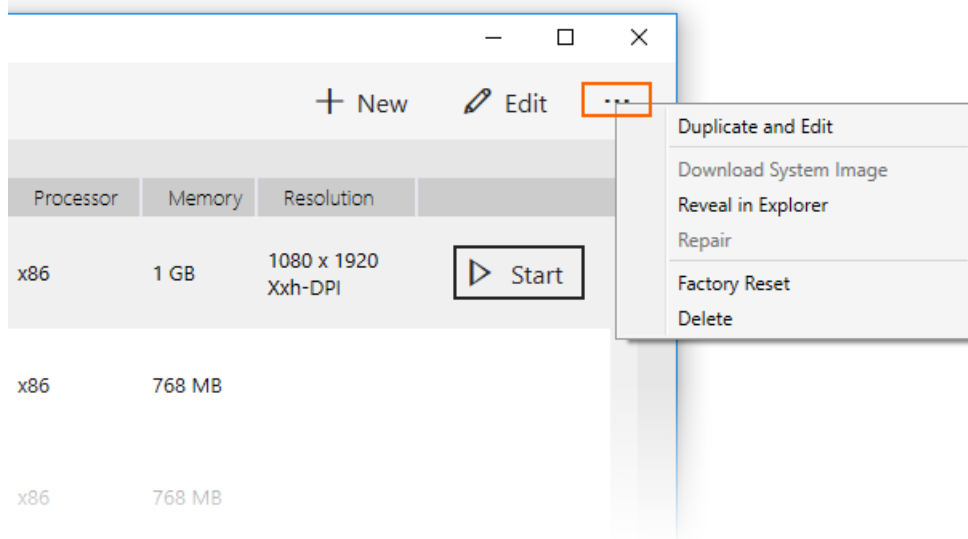 + New Edit ...
Duplicate and Edit
Download System Image
Reveal in Explorer
Repair
Factory Reset
Delete
Processor Memory Resolution
x86 1 GB 1080 x 1920
Xxh-DPI
Start
x86 768 MB
x86 768 MB